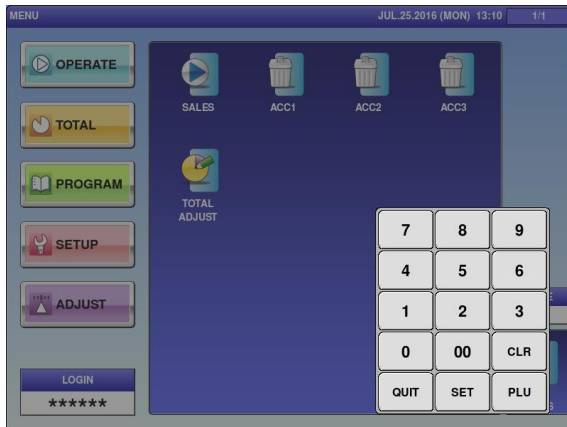 MENU
JUL.25.2016 (MON) 13:10
1/1
OPERATE
TOTAL
PROGRAM
SETUP
ADJUST
LOGIN
******
SALES
ACC1
ACC2
ACC3
TOTAL
ADJUST
7 8 9
4 5 6
1 2 3
0 00 CLR
QUIT SET PLU